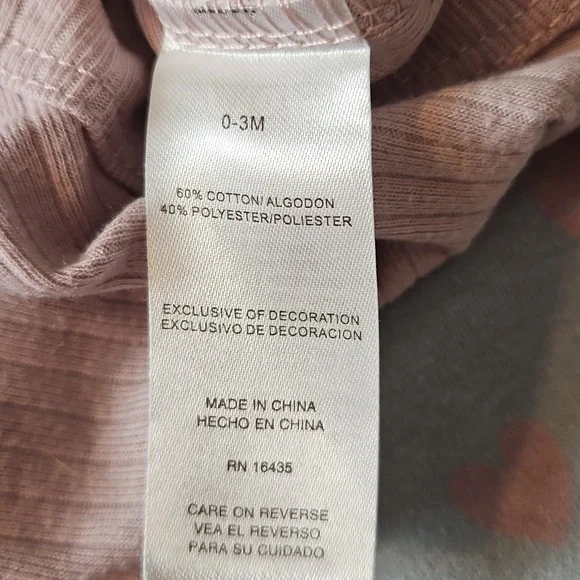 0-3M
60% COTTON/ ALGODON
40% POLYESTER/POLIESTER
EXCLUSIVE OF DECORATION
EXCLUSIVO DE DECORACION
MADE IN CHINA
HECHO EN CHINA
RN 16435
CARE ON REVERSE
VEA EL REVERSO
PARA SU CUIDADO